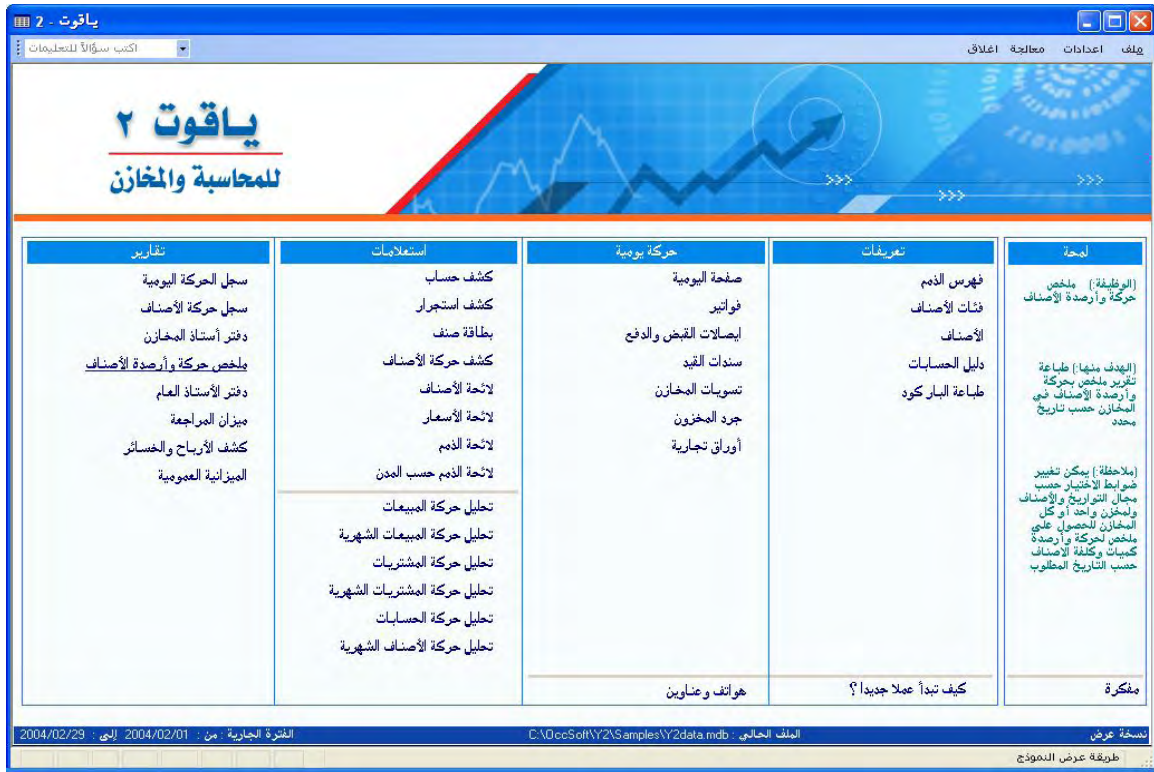 ياقوت - 2
ملف اعدادات معالجة اغلاق
اكتب سؤالاً للتعليمات
ياقوت ٢
للمحاسبة والمخازن
لمحة
(الوظيفة:) ملخص
حركة وأرصدة الأصناف
(الهدف منها:) طباعة
تقرير ملخص بحركة
وأرصدة الأصناف في
المخازن حسب تاريخ
محدد
(ملاحظة:) يمكن تغيير
ضوابط الاختيار حسب
مجال التواريخ والأصناف
ولمخزن واحد أو كل
المخازن للحصول على
ملخص لحركة وأرصدة
كميات وكلفة الأصناف
حسب التاريخ المطلوب
مفكرة
تعريفات
فهرس الذمم
فئات الأصناف
الأصناف
دليل الحسابات
طباعة البار كود
كيف تبدأ عملا جديدا ؟
حركة يومية
صفحة اليومية
فواتير
ايصالات القبض والدفع
سندات القيد
تسويات المخازن
جرد المخزون
أوراق تجارية
هواتف وعناوين
استعلامات
كشف حساب
كشف استجرار
بطاقة صنف
كشف حركة الأصناف
لائحة الأصناف
لائحة الأسعار
لائحة الذمم
لائحة الذمم حسب المدن
تحليل حركة المبيعات
تحليل حركة المبيعات الشهرية
تحليل حركة المشتريات
تحليل حركة المشتريات الشهرية
تحليل حركة الحسابات
تحليل حركة الأصناف الشهرية
تقارير
سجل الحركة اليومية
سجل حركة الأصناف
دفتر أستاذ المخازن
ملخص حركة وأرصدة الأصناف
دفتر الأستاذ العام
ميزان المراجعة
كشف الأرباح والخسائر
الميزانية العمومية
نسخة عرض
الملف الحالي : C:\OccSoft\Y2\Samples\Y2data.mdb
الفترة الجارية : من : 2004/02/01 إلى : 2004/02/29
طريقة عرض النموذج